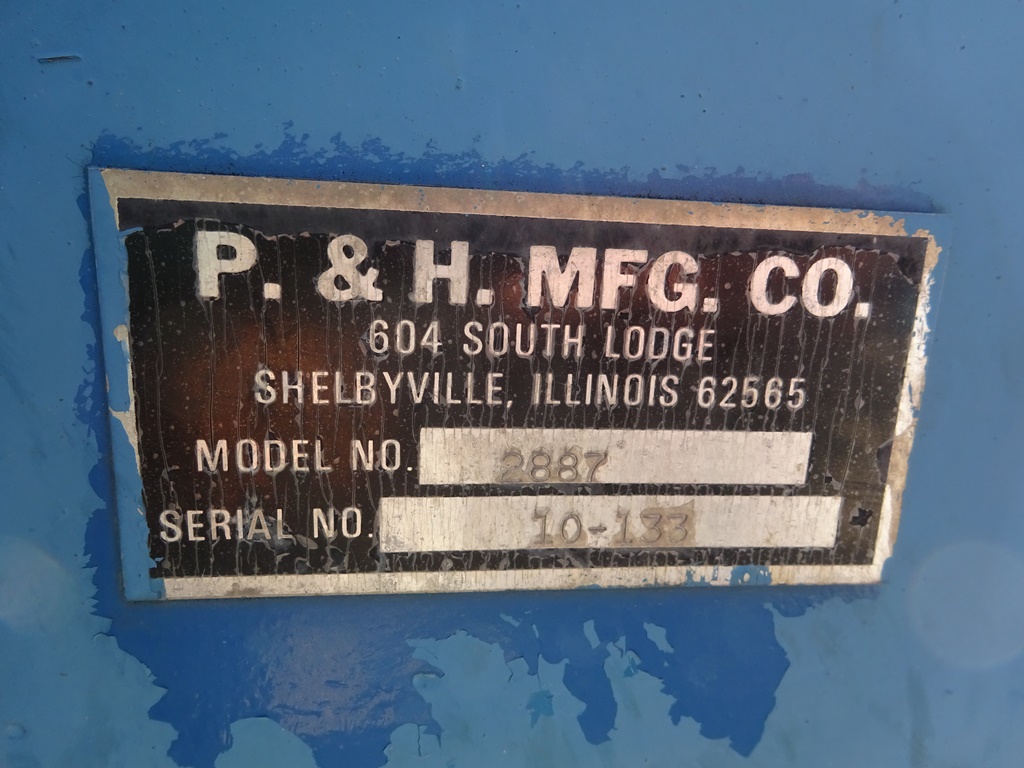 P. & H. MFG. CO.
604 SOUTH LODGE
SHELBYVILLE, ILLINOIS 62565
MODEL NO. 2887
SERIAL NO. 10-133